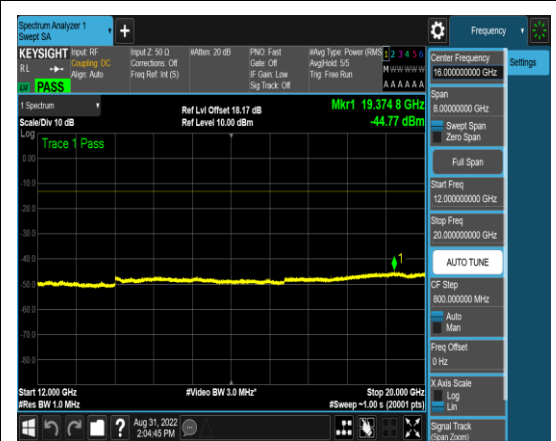 Spectrum Analyzer 1
Swept SA
+
Frequency
KEYSIGHT
RL
PASS
Input: RF
Coupling: DC
Align: Auto
Input Z: 50 Ω
Corrections: Off
Freq Ref: Int (S)
#Atten: 20 dB
PNO: Fast
Gate: Off
IF Gain: Low
Sig Track: Off
#Avg Type: Power (RMS
Avg|Hold: 5/5
Trig: Free Run
1 2 3 4 5 6
M W W W W W
A A A A A A
1 Spectrum
Scale/Div 10 dB
Log
Ref Lvl Offset 18.17 dB
Ref Level 10.00 dBm
Mkr1 19.374 8 GHz
-44.77 dBm
Trace 1 Pass
0.00
-10.0
-20.0
-30.0
-40.0
-50.0
-60.0
-70.0
-80.0
1
Start 12.000 GHz
#Res BW 1.0 MHz
#Video BW 3.0 MHz*
Stop 20.000 GHz
#Sweep ~1.00 s (20001 pts)
Center Frequency
16.000000000 GHz
Settings
Span
8.00000000 GHz
Swept Span
Zero Span
Full Span
Start Freq
12.000000000 GHz
Stop Freq
20.000000000 GHz
AUTO TUNE
CF Step
800.000000 MHz
Auto
Man
Freq Offset
0 Hz
X Axis Scale
Log
Lin
Signal Track
(Span Zoom)
?
Aug 31, 2022
2:04:45 PM